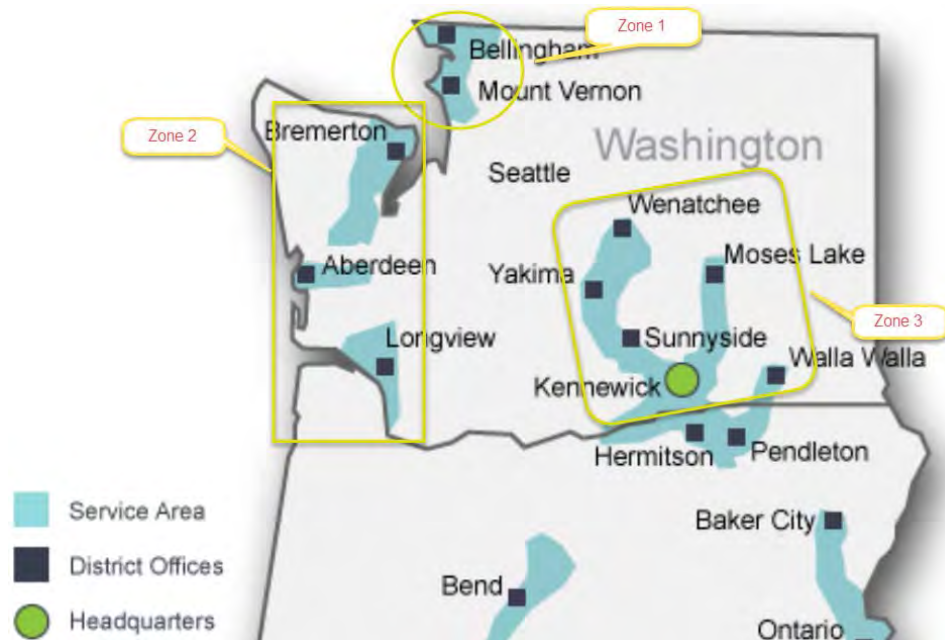 Zone 1
Bellingham
Mount Vernon
Zone 2
Bremerton
Washington
Seattle
Wenatchee
Aberdeen
Yakima
Moses Lake
Zone 3
Longview
Sunnyside
Walla Walla
Kennewick
Hermitson
Pendleton
Service Area
Baker City
District Offices
Bend
Headquarters
Ontario